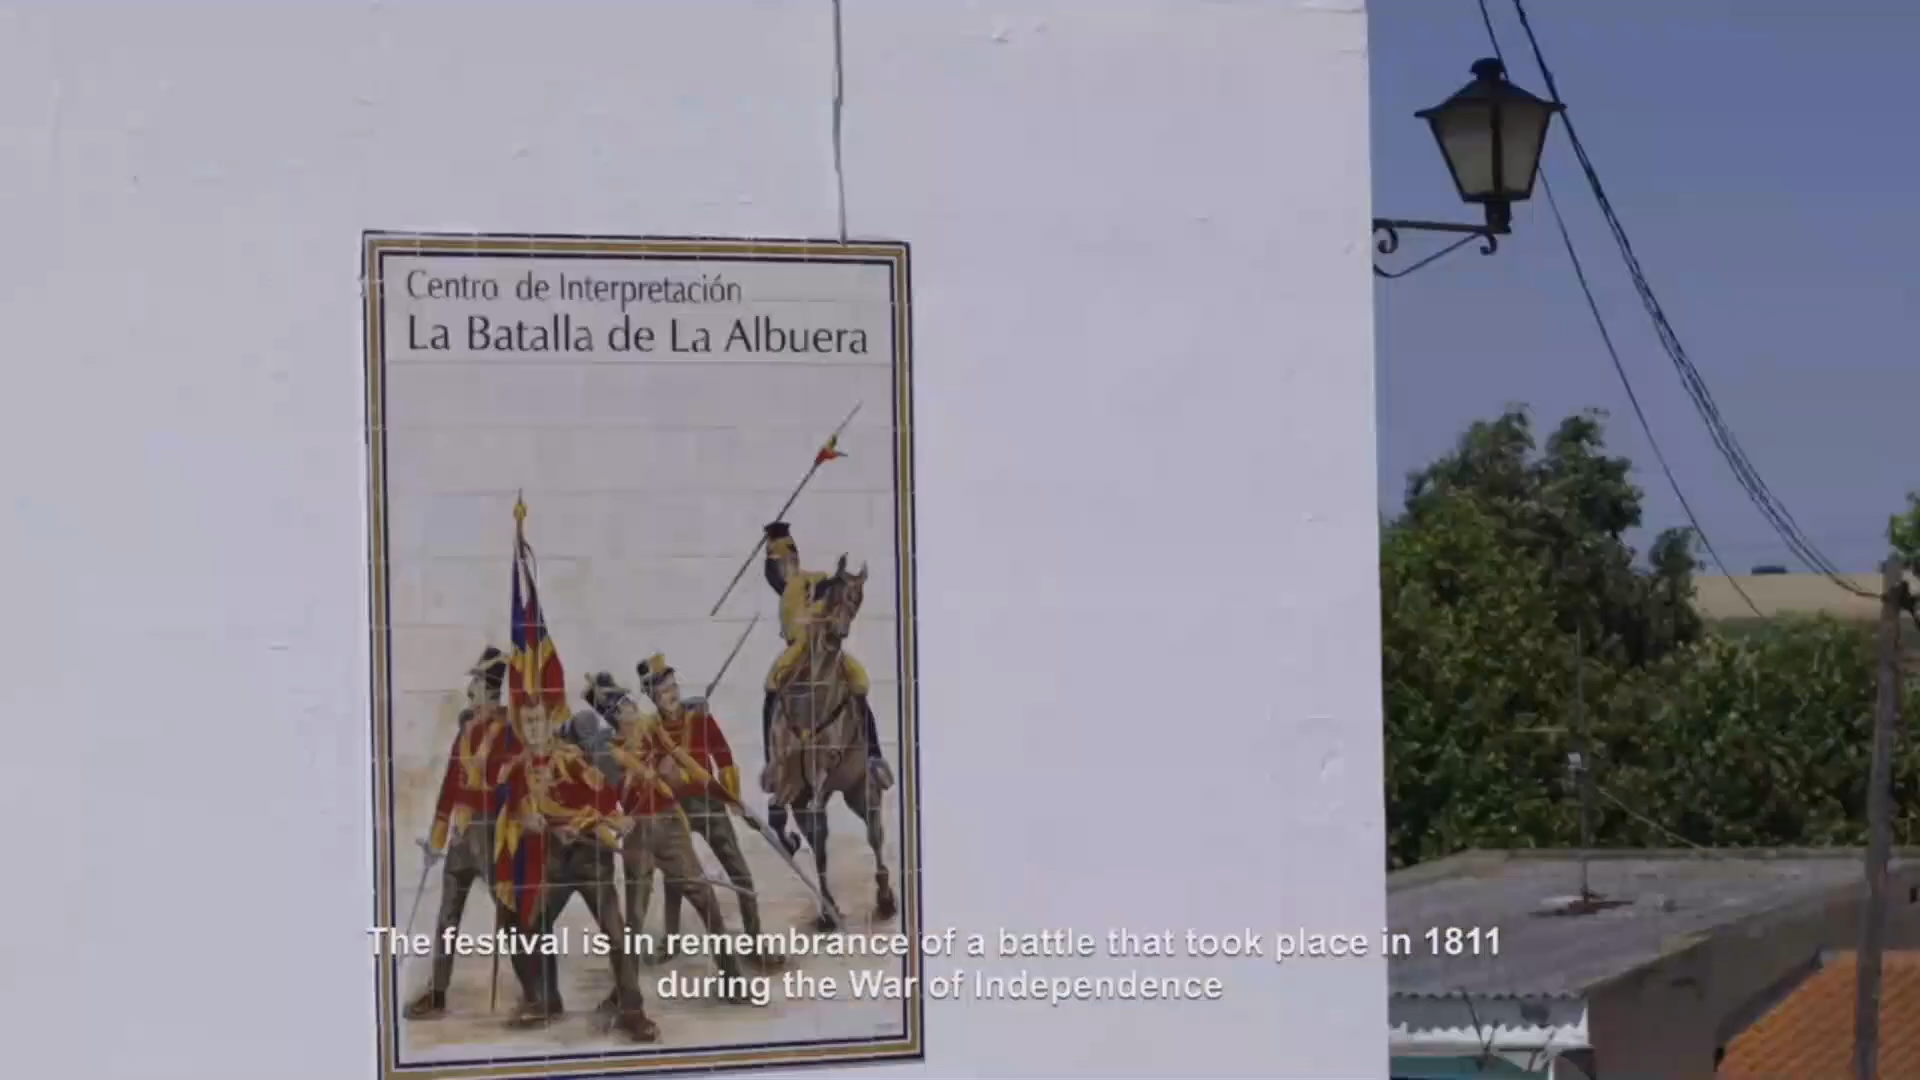 Centro de Interpretación
La Batalla de La Albuera
The festival is in remembrance of a battle that took place in 1811
during the War of Independence